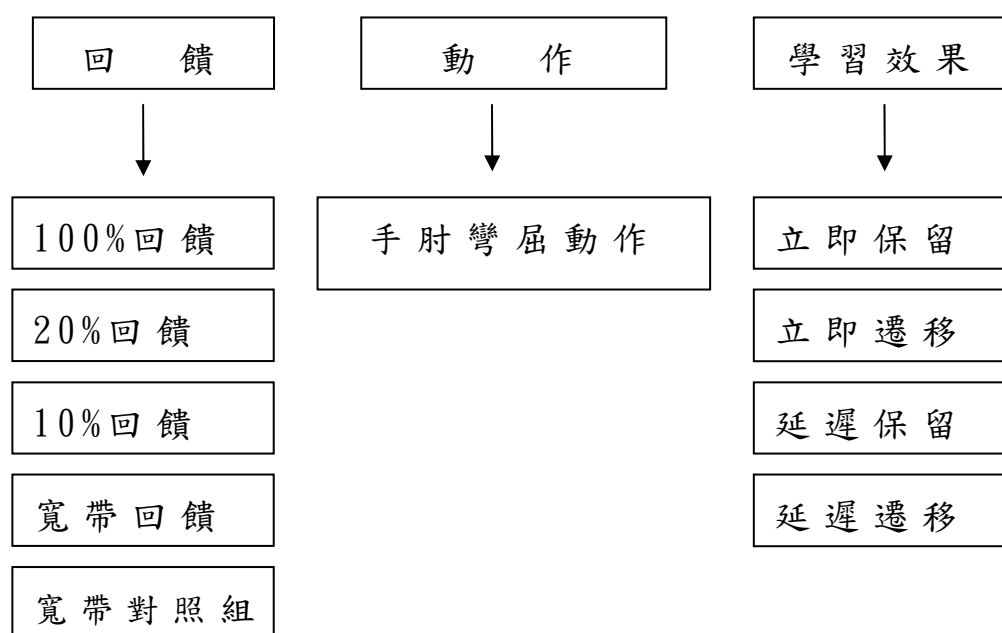 回饋
動作
學習效果
100%回饋
手肘彎屈動作
立即保留
20%回饋
立即遷移
10%回饋
延遲保留
寬帶回饋
延遲遷移
寬帶對照組